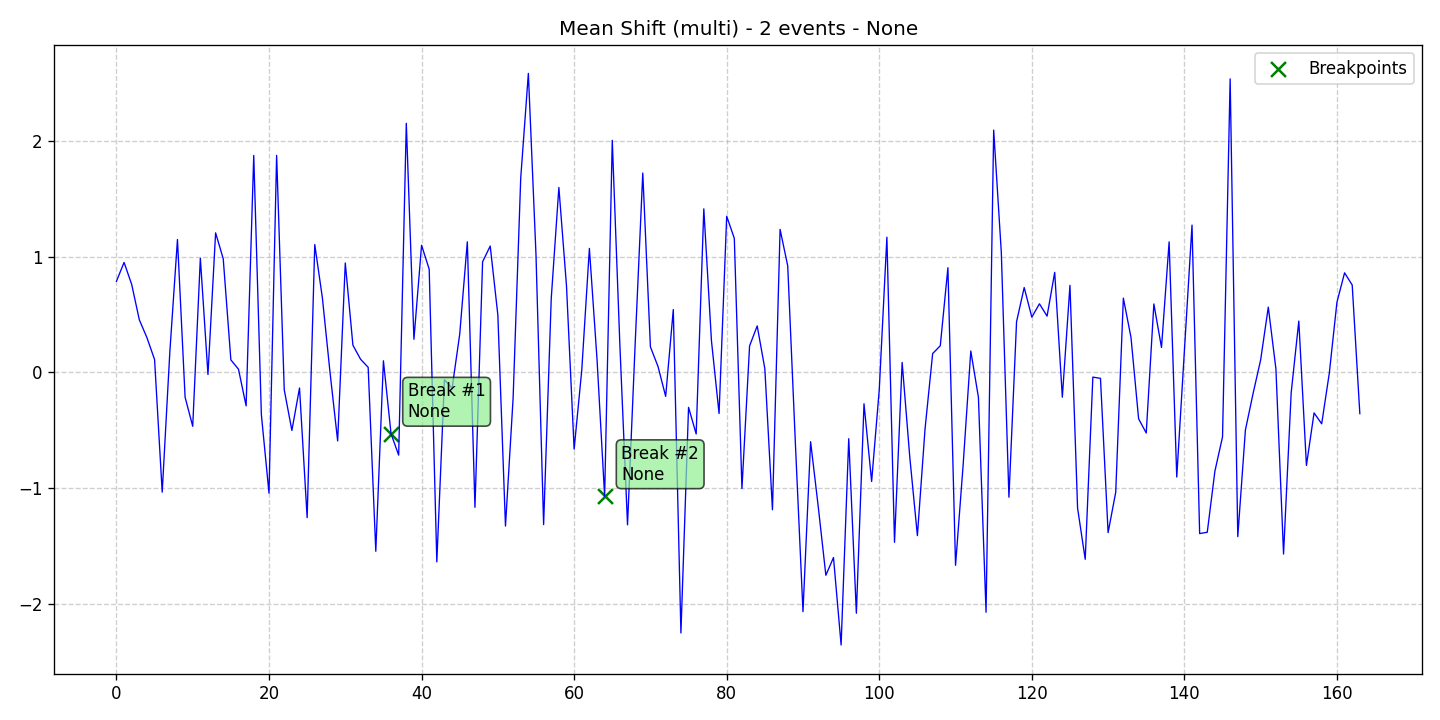 Mean Shift (multi) - 2 events - None
Breakpoints
2
1
0
−1
−2
Break #1
None
Break #2
None
0 20 40 60 80 100 120 140 160